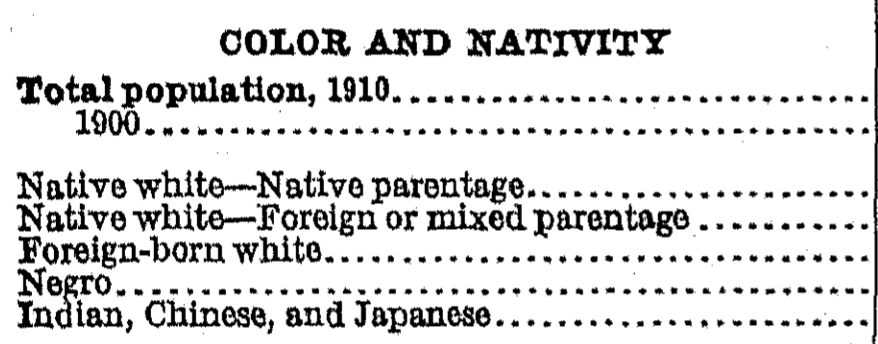 COLOR AND NATIVITY
Total population, 1910
1900
Native white—Native parentage
Native white—Foreign or mixed parentage
Foreign-born white
Negro
Indian, Chinese, and Japanese